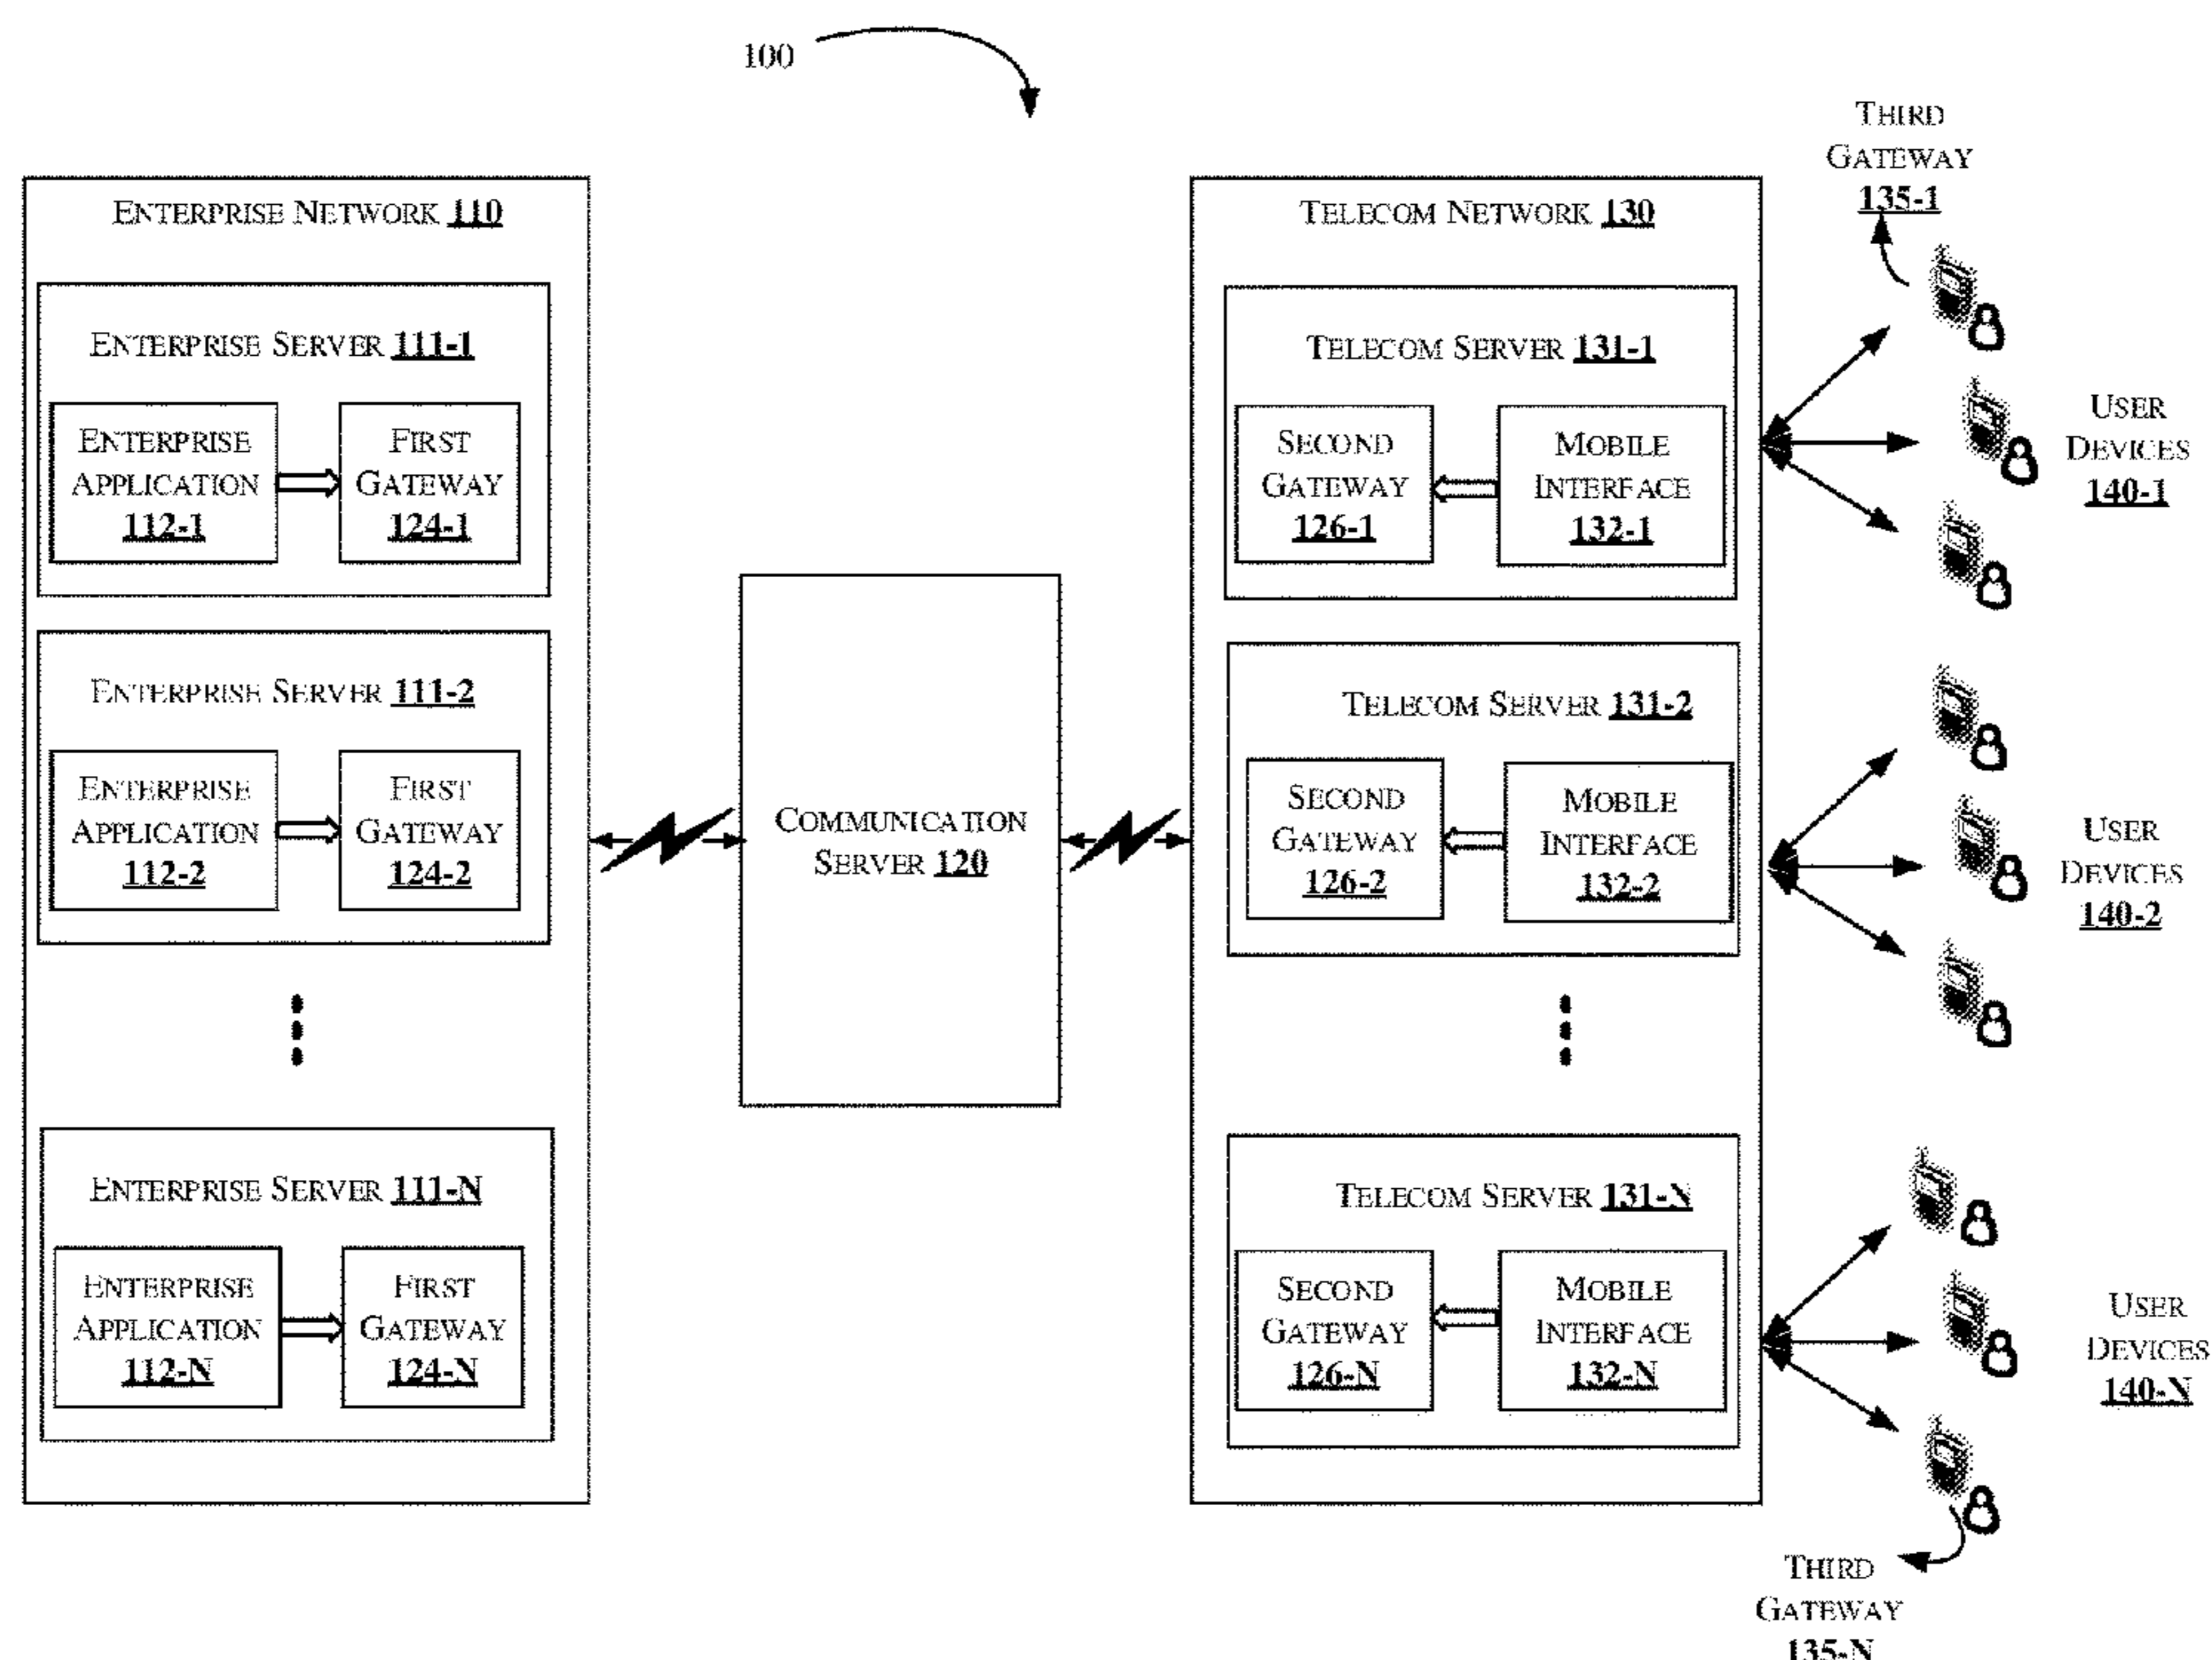 100
THIRD
GATEWAY
135-1
ENTERPRISE NETWORK 110
ENTERPRISE SERVER 111-1
ENTERPRISE
APPLICATION
112-1
FIRST
GATEWAY
124-1
ENTERPRISE SERVER 111-2
ENTERPRISE
APPLICATION
112-2
FIRST
GATEWAY
124-2
ENTERPRISE SERVER 111-N
ENTERPRISE
APPLICATION
112-N
FIRST
GATEWAY
124-N
COMMUNICATION
SERVER 120
TELECOM NETWORK 130
TELECOM SERVER 131-1
SECOND
GATEWAY
126-1
MOBILE
INTERFACE
132-1
TELECOM SERVER 131-2
SECOND
GATEWAY
126-2
MOBILE
INTERFACE
132-2
TELECOM SERVER 131-N
SECOND
GATEWAY
126-N
MOBILE
INTERFACE
132-N
USER
DEVICES
140-1
USER
DEVICES
140-2
USER
DEVICES
140-N
THIRD
GATEWAY
135-N